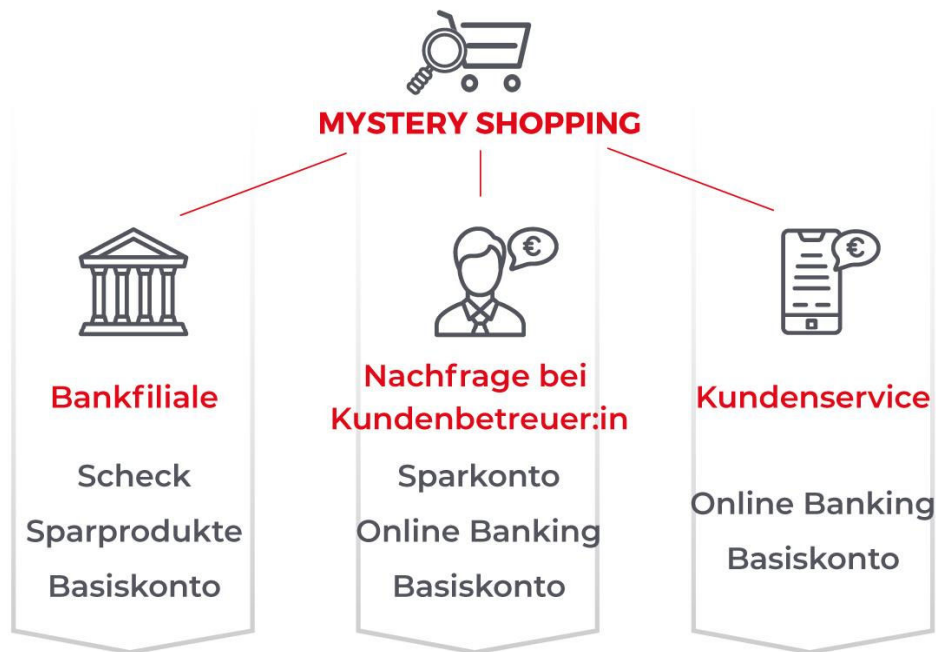 MYSTERY SHOPPING
€
€
Bankfiliale
Scheck
Sparprodukte
Basiskonto
Nachfrage bei
Kundenbetreuer:in
Sparkonto
Online Banking
Basiskonto
Kundenservice
Online Banking
Basiskonto